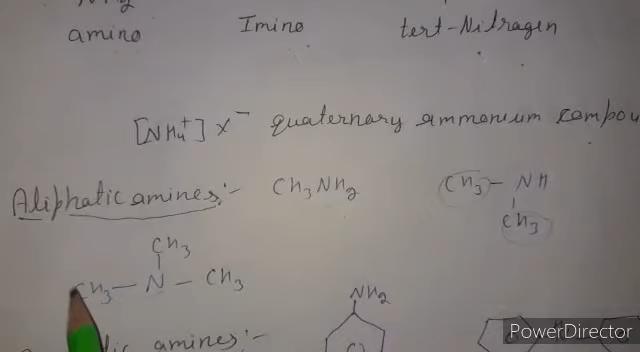 amino Imino tert-Nitrogen
[NH4+] X- quaternary ammonium
Aliphatic amines:- CH3NH2 CH3-NH
CH3
CH3
CH3-N-CH3
NH2
amines:-
PowerDirector